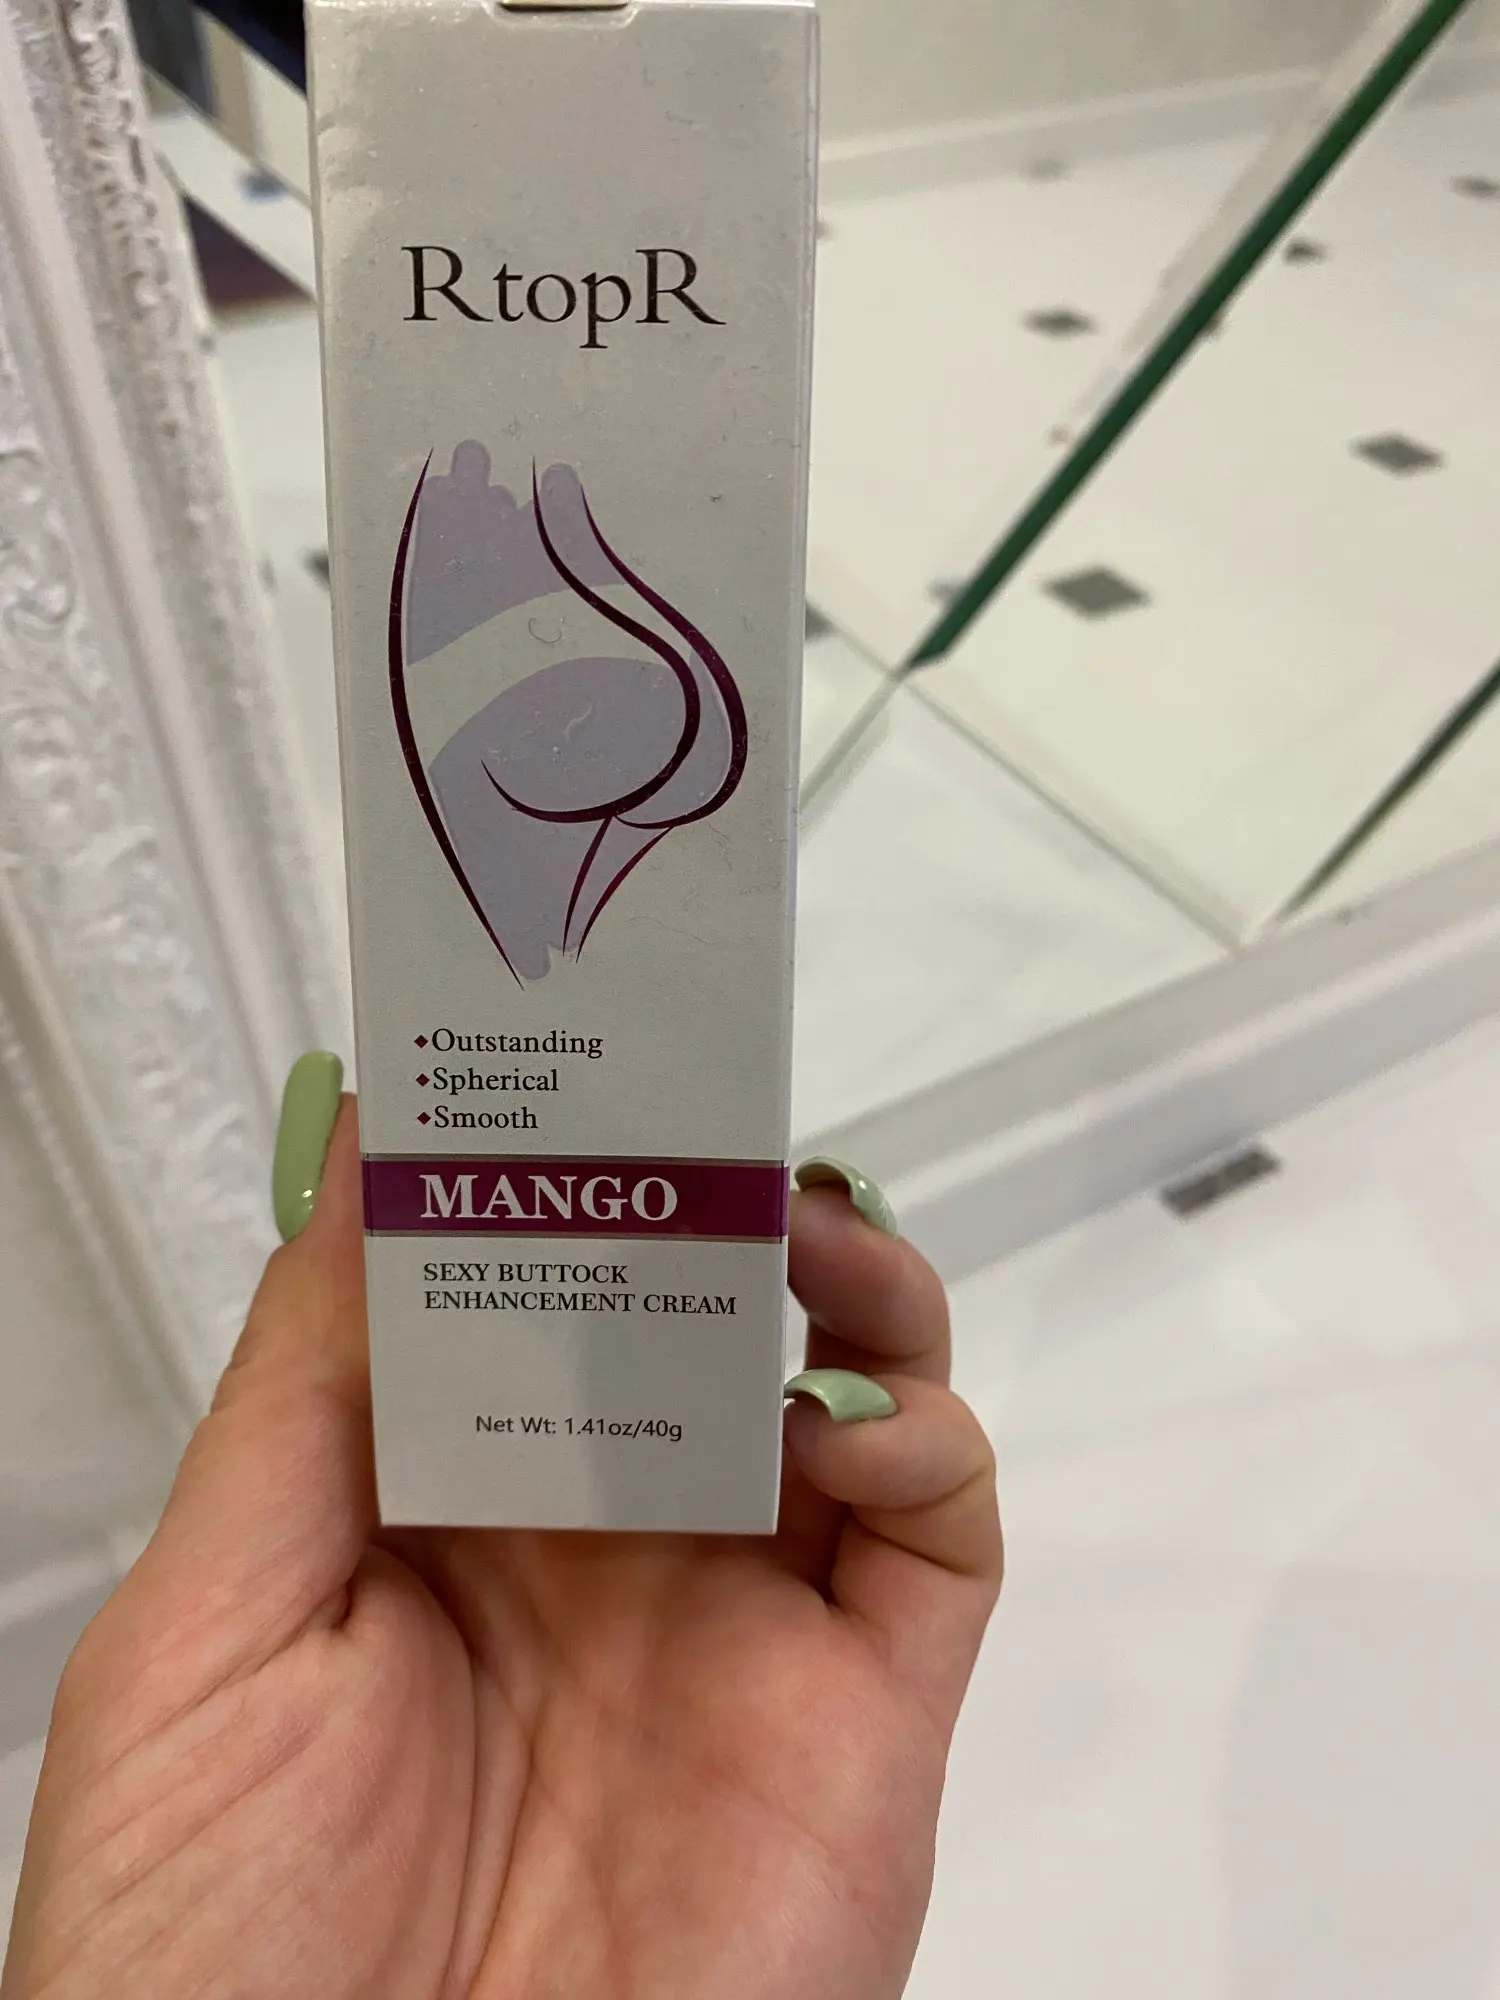 RtopR
◆Outstanding
◆Spherical
◆Smooth
MANGO
SEXY BUTTOCK
ENHANCEMENT CREAM
Net Wt: 1.41oz/40g